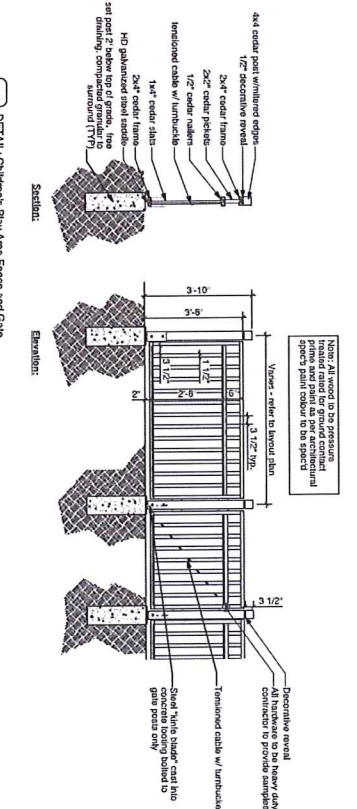 4x4 cedar post w/mitered edges
1/2" decorative reveal
2x4" cedar frame
2x2" cedar pickets
1/2" cedar nailers
tensioned cable w/ turnbuckle
1x4" cedar slats
2x4" cedar frame
HD galvanized steel saddle
set post 2' below top of grade, free
draining, compacted granular to
surround (TYP)
Section:
3'-10"
3'-6"
2"
Note: All wood to be pressure
treated rated for ground contact
prime and paint as per architectural
spec's paint colour to be spec'd
Varies - refer to layout plan
3 1/2" typ.
6"
2'-6
1 1/2"
3 1/2"
3 1/2"
Decorative reveal
All hardware to be heavy duty
contractor to provide samples
Tensioned cable w/ turnbuckle
Steel "knife blade" cast into
concrete footing bolted to
gate posts only
Elevation:
DETAIL: Children's Play Area Fence and Gate